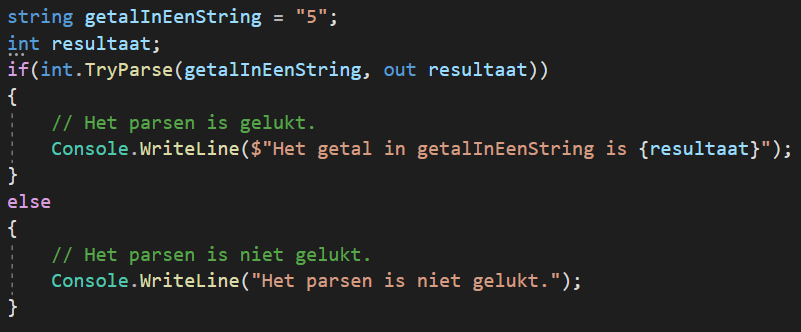 string getalInEenString = "5";
int resultaat;
if(int.TryParse(getalInEenString, out resultaat))
{
    // Het parsen is gelukt.
    Console.WriteLine($"Het getal in getalInEenString is {resultaat}");
}
else
{
    // Het parsen is niet gelukt.
    Console.WriteLine("Het parsen is niet gelukt.");
}